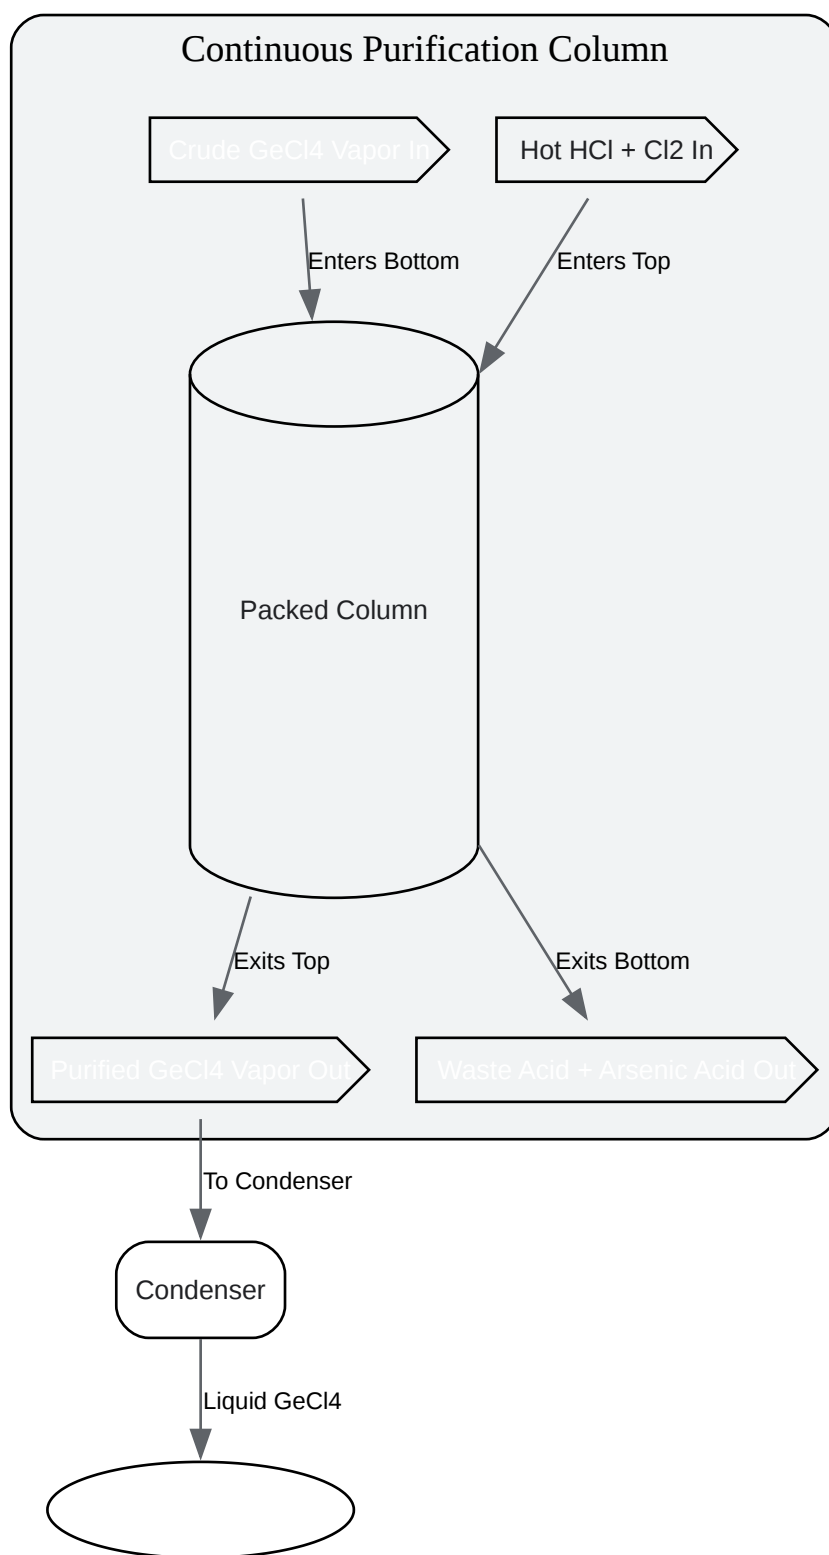 Continuous Purification Column
Crude GeCl4 Vapor In
Hot HCl + Cl2 In
Enters Bottom
Enters Top
Packed Column
Exits Top
Exits Bottom
Purified GeCl4 Vapor Out
Waste Acid + Arsenic Acid Out
To Condenser
Condenser
Liquid GeCl4